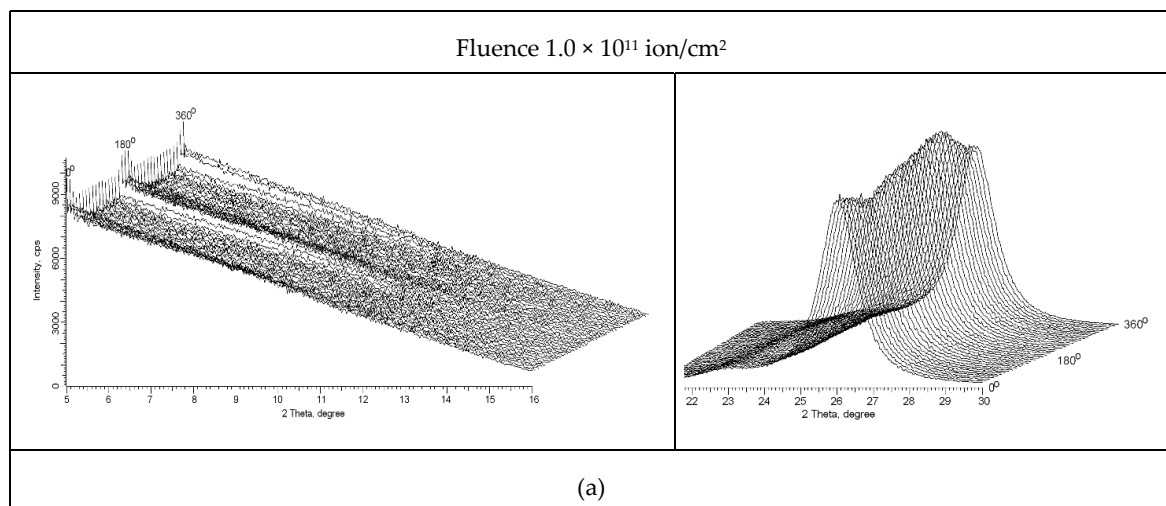 Fluence 1.0 × 10¹¹ ion/cm²
360⁰
180⁰
0⁰
9000
6000
3000
0
Intensity, cps
5 6 7 8 9 10 11 12 13 14 15 16
2 Theta, degree
360⁰
180⁰
0⁰
22 23 24 25 26 27 28 29 30
2 Theta, degree
(a)